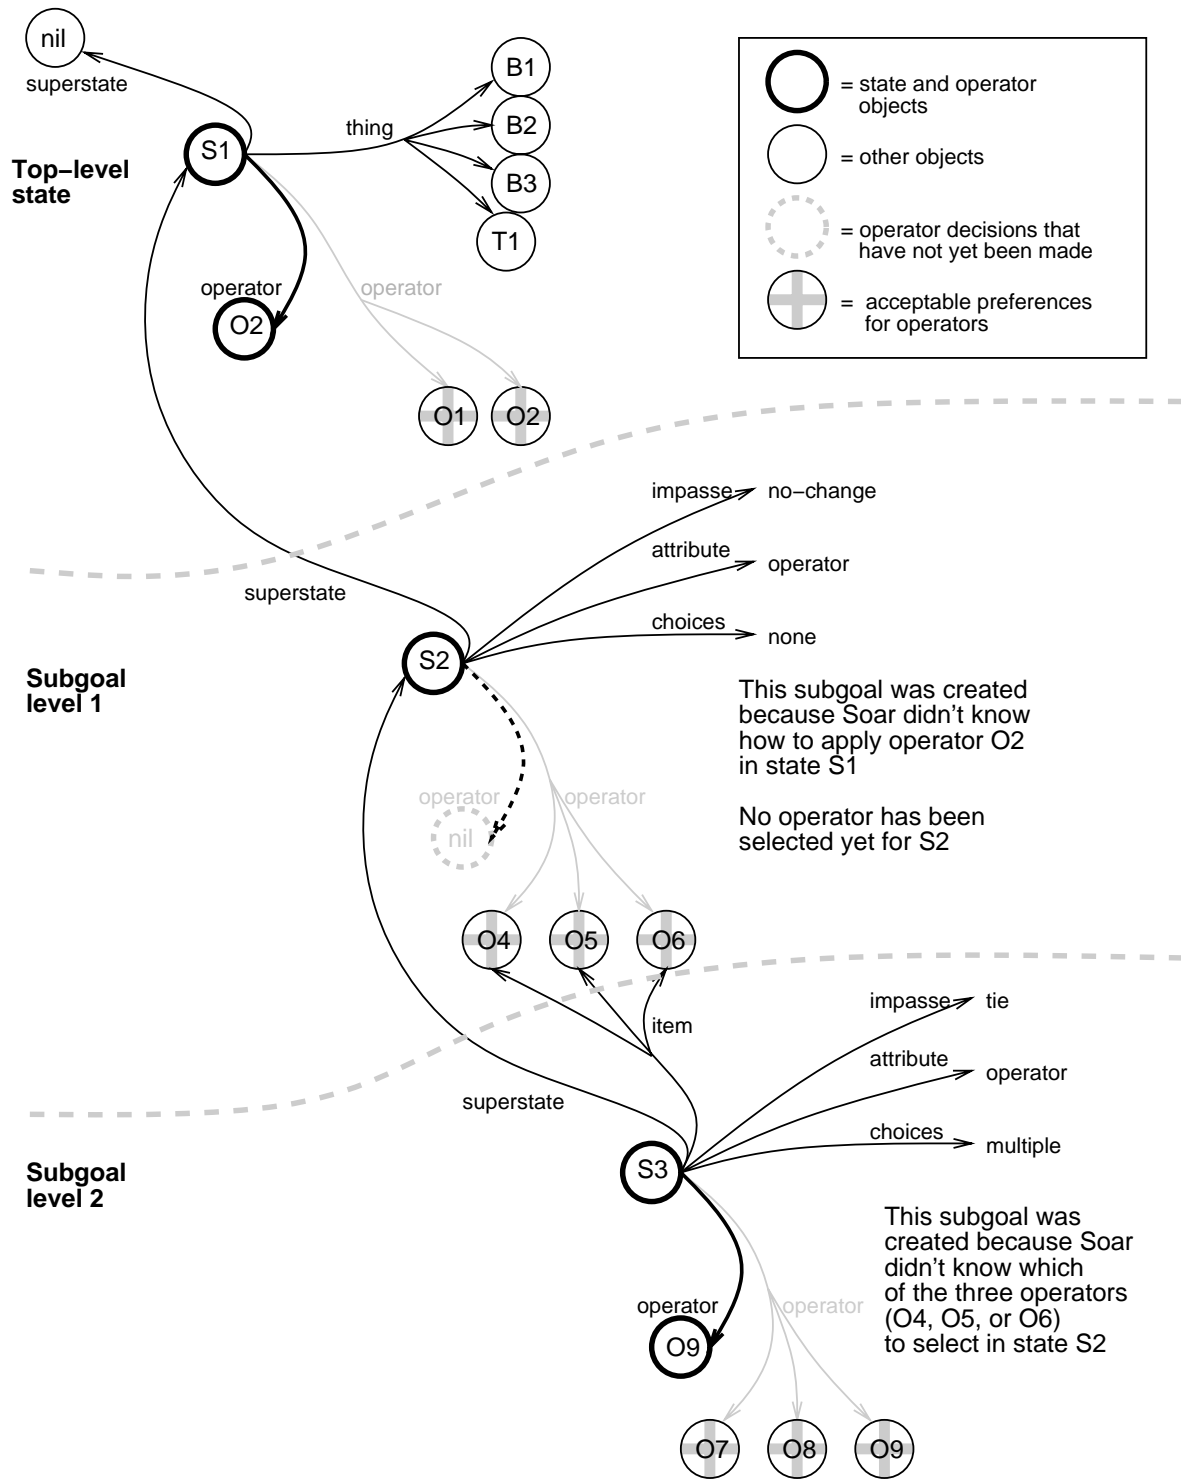 nil
superstate
Top–level
state
S1
thing
B1
B2
B3
T1
operator
O2
operator
O1
O2
= state and operator
objects
= other objects
= operator decisions that
have not yet been made
= acceptable preferences
for operators
superstate
impasse
no–change
attribute
operator
choices
none
Subgoal
level 1
S2
This subgoal was created
because Soar didn't know
how to apply operator O2
in state S1
No operator has been
selected yet for S2
operator
nil
operator
O4
O5
O6
item
superstate
impasse
tie
attribute
operator
choices
multiple
Subgoal
level 2
S3
This subgoal was
created because Soar
didn't know which
of the three operators
(O4, O5, or O6)
to select in state S2
operator
O9
operator
O7
O8
O9